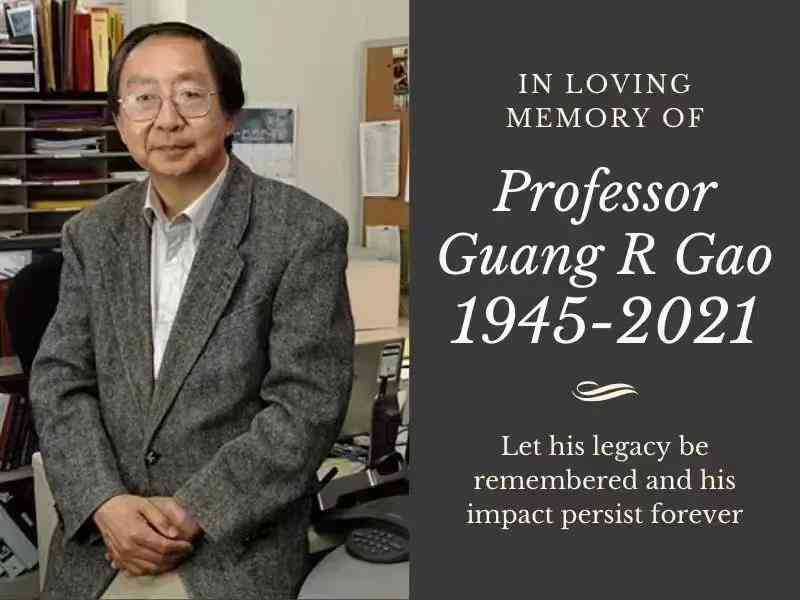 IN LOVING
MEMORY OF
Professor
Guang R Gao
1945-2021
Let his legacy be
remembered and his
impact persist forever